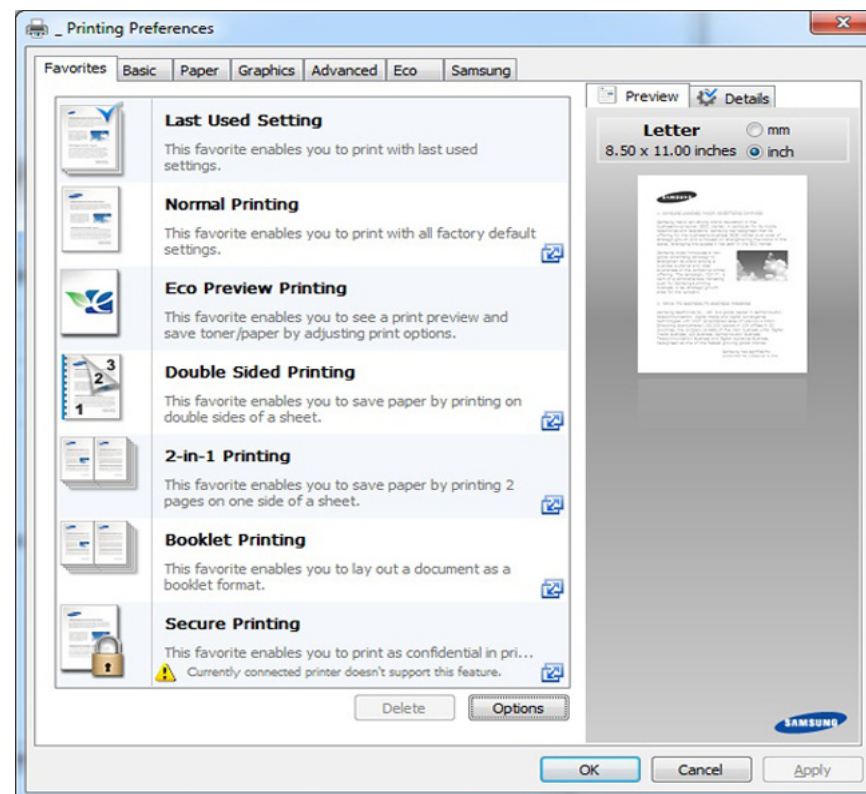 _ Printing Preferences
Favorites Basic Paper Graphics Advanced Eco Samsung
Last Used Setting
This favorite enables you to print with last used
settings.
Normal Printing
This favorite enables you to print with all factory default
settings.
Eco Preview Printing
This favorite enables you to see a print preview and
save toner/paper by adjusting print options.
Double Sided Printing
This favorite enables you to save paper by printing on
double sides of a sheet.
1 2 3
2-in-1 Printing
This favorite enables you to save paper by printing 2
pages on one side of a sheet.
Booklet Printing
This favorite enables you to lay out a document as a
booklet format.
Secure Printing
This favorite enables you to print as confidential in pri...
Currently connected printer doesn't support this feature.
Delete Options
Preview Details
Letter mm
8.50 x 11.00 inches inch
SAMSUNG
OK Cancel Apply